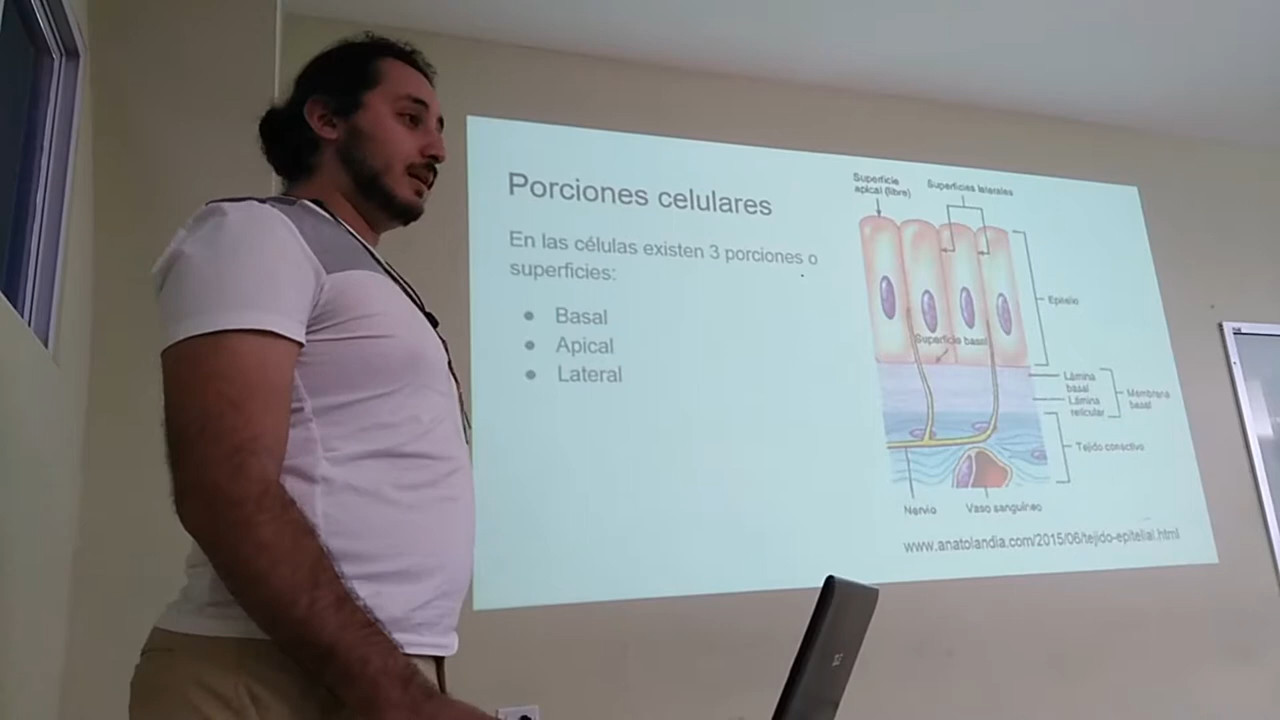 Porciones celulares
En las células existen 3 porciones o
superficies:
Basal
Apical
Lateral
Superficie
apical (libre)
Superficies laterales
Epitelio
Superficie basal
Lámina
basal
Lámina
reticular
Membrana
basal
Tejido conectivo
Nervio
Vaso sanguíneo
www.anatolandia.com/2015/06/tejido-epitelial.html